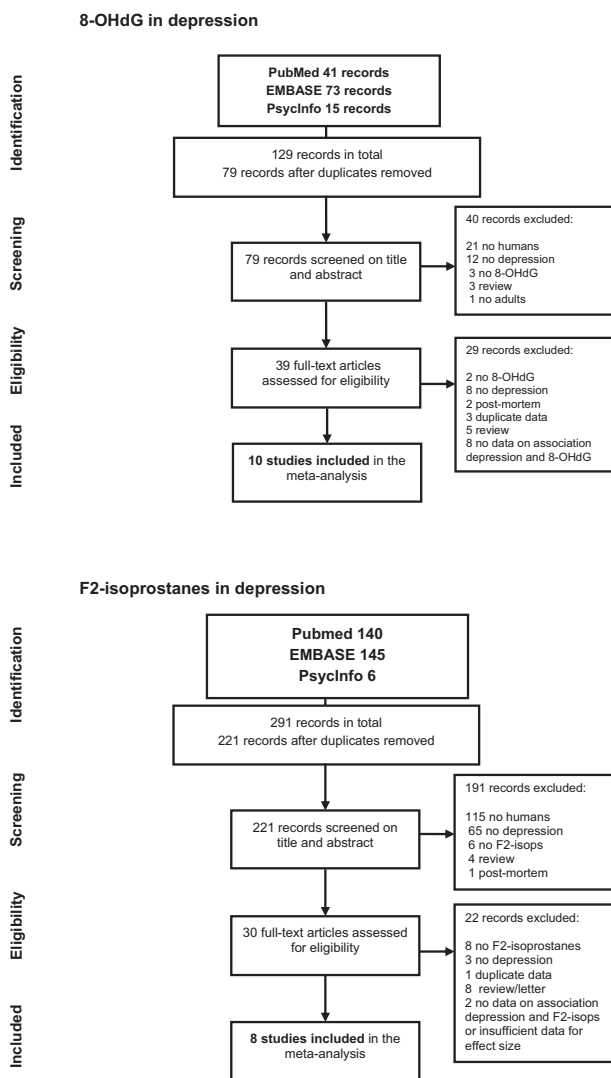 8-OHdG in depression
Identification
PubMed 41 records
EMBASE 73 records
PsycInfo 15 records
129 records in total
79 records after duplicates removed
Screening
79 records screened on title
and abstract
40 records excluded:
21 no humans
12 no depression
3 no 8-OHdG
3 review
1 no adults
Eligibility
39 full-text articles
assessed for eligibility
29 records excluded:
2 no 8-OHdG
8 no depression
2 post-mortem
3 duplicate data
5 review
8 no data on association
depression and 8-OHdG
Included
10 studies included in the
meta-analysis
F2-isoprostanes in depression
Identification
Pubmed 140
EMBASE 145
PsycInfo 6
291 records in total
221 records after duplicates removed
Screening
221 records screened on
title and abstract
191 records excluded:
115 no humans
65 no depression
6 no F2-isops
4 review
1 post-mortem
Eligibility
30 full-text articles assessed
for eligibility
22 records excluded:
8 no F2-isoprostanes
3 no depression
1 duplicate data
8 review/letter
2 no data on association
depression and F2-isops
or insufficient data for
effect size
Included
8 studies included in the
meta-analysis